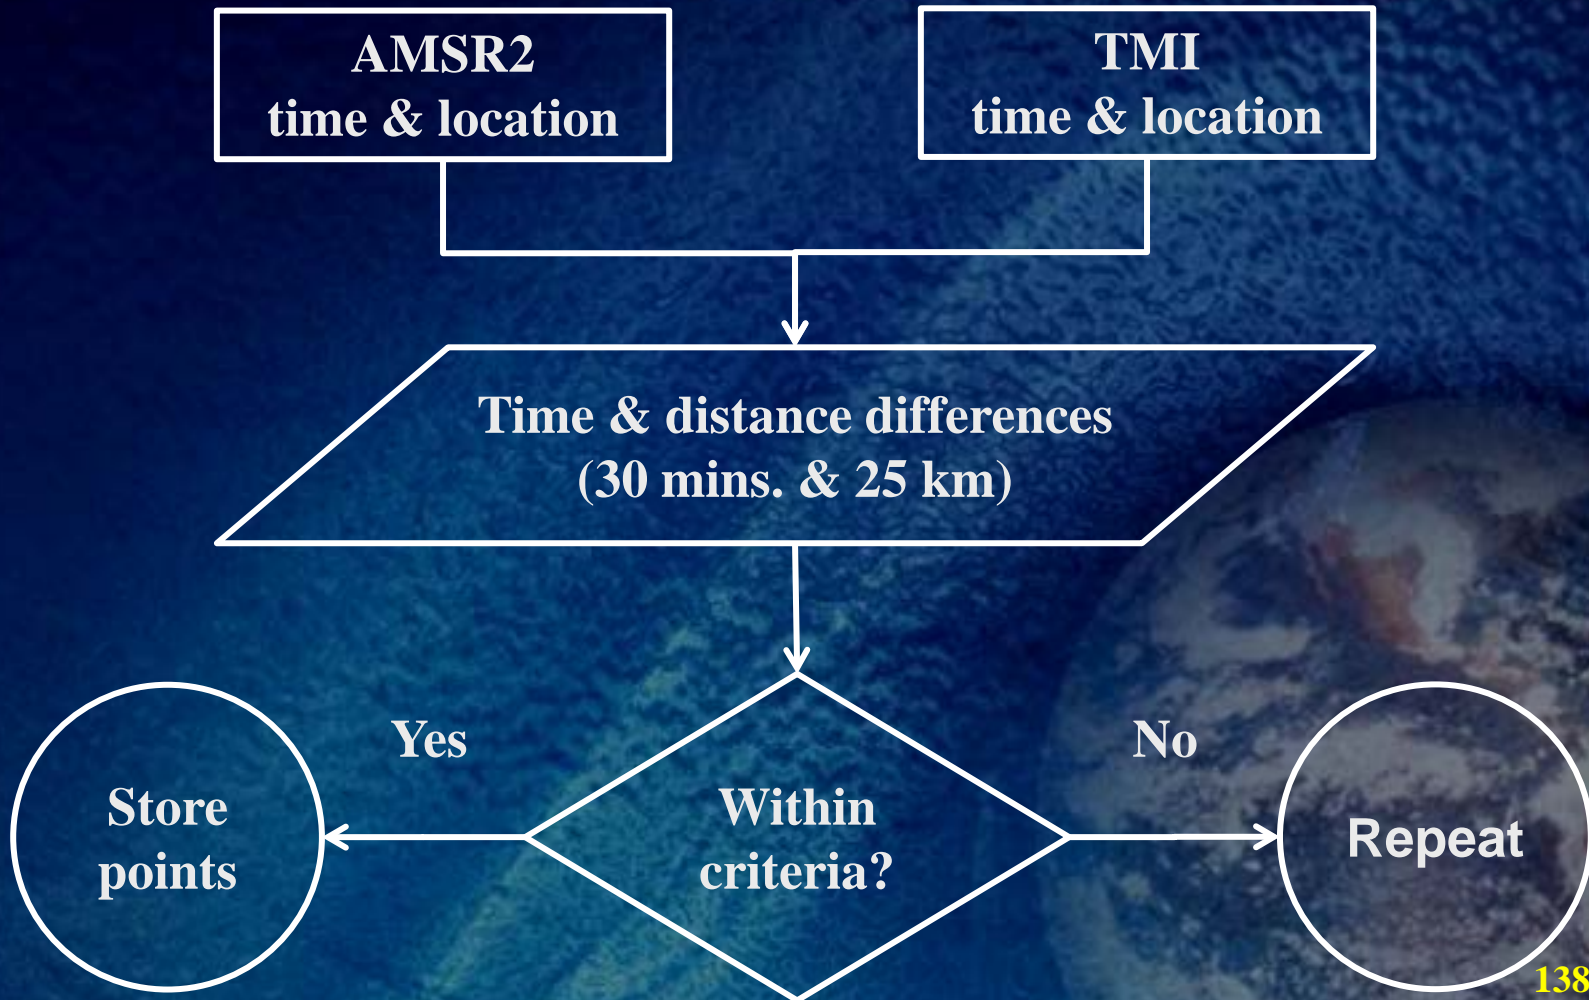 AMSR2
time & location
TMI
time & location
Time & distance differences
(30 mins. & 25 km)
Yes
No
Store
points
Within
criteria?
Repeat
138